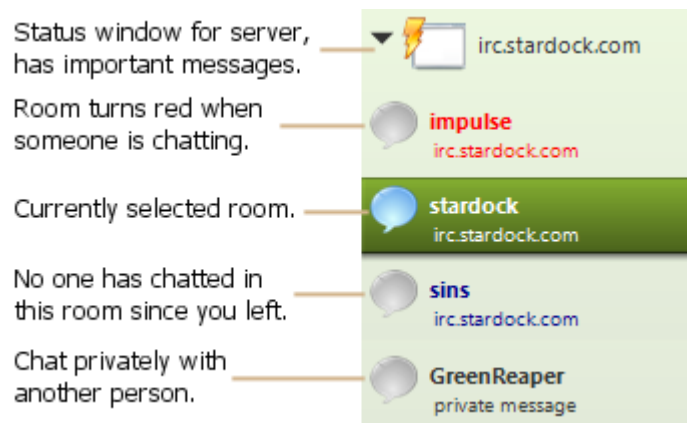 Status window for server,
has important messages.
irc.stardock.com
Room turns red when
someone is chatting.
impulse
irc.stardock.com
Currently selected room.
stardock
irc.stardock.com
No one has chatted in
this room since you left.
sins
irc.stardock.com
Chat privately with
another person.
GreenReaper
private message